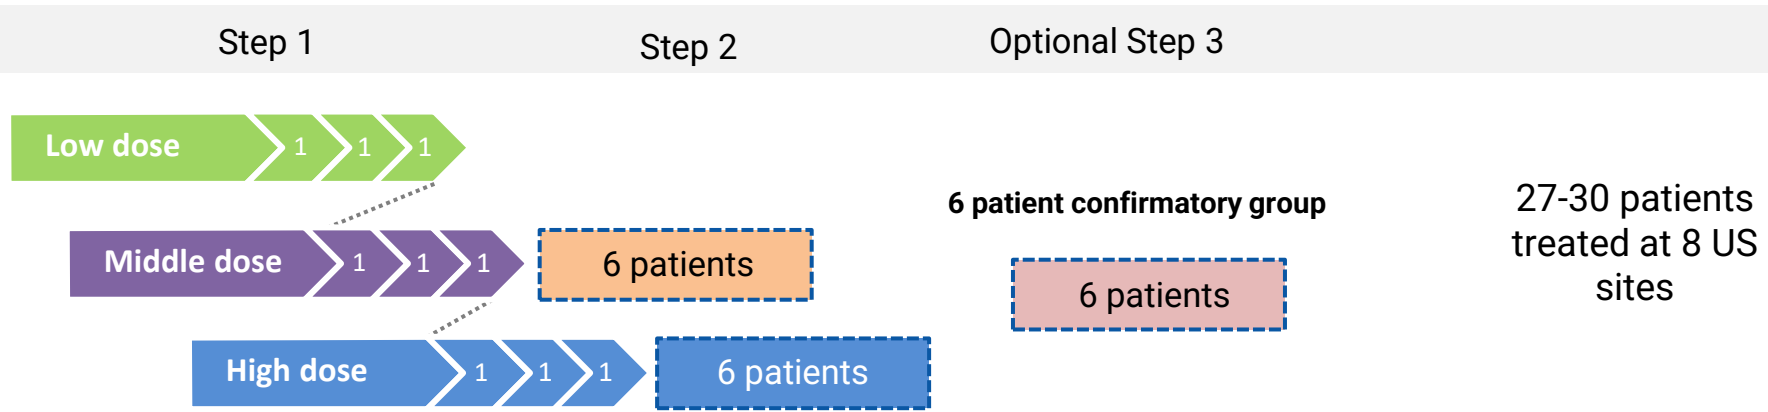 Step 1
Step 2
Optional Step 3
Low dose 1 1 1
6 patient confirmatory group
27-30 patients
treated at 8 US
sites
Middle dose 1 1 1
6 patients
6 patients
High dose 1 1 1
6 patients